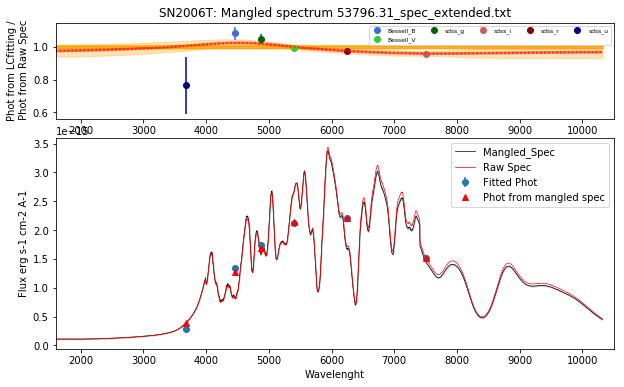 SN2006T: Mangled spectrum 53796.31_spec_extended.txt
Phot from LCfitting /
Phot from Raw Spec
1.0
0.8
0.6
Bessell_B sdss_g sdss_i sdss_r sdss_u
Bessell_V
2000 3000 4000 5000 6000 7000 8000 9000 10000
1e-15
Flux erg s-1 cm-2 A-1
3.5
3.0
2.5
2.0
1.5
1.0
0.5
0.0
Mangled_Spec
Raw Spec
Fitted Phot
Phot from mangled spec
2000 3000 4000 5000 6000 7000 8000 9000 10000
Wavelenght